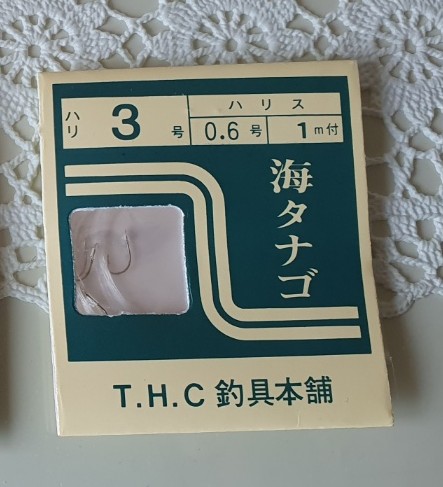 ハリ 3 号
ハリス
0.6号 1m付
海タナゴ
T.H.C 釣具本舗